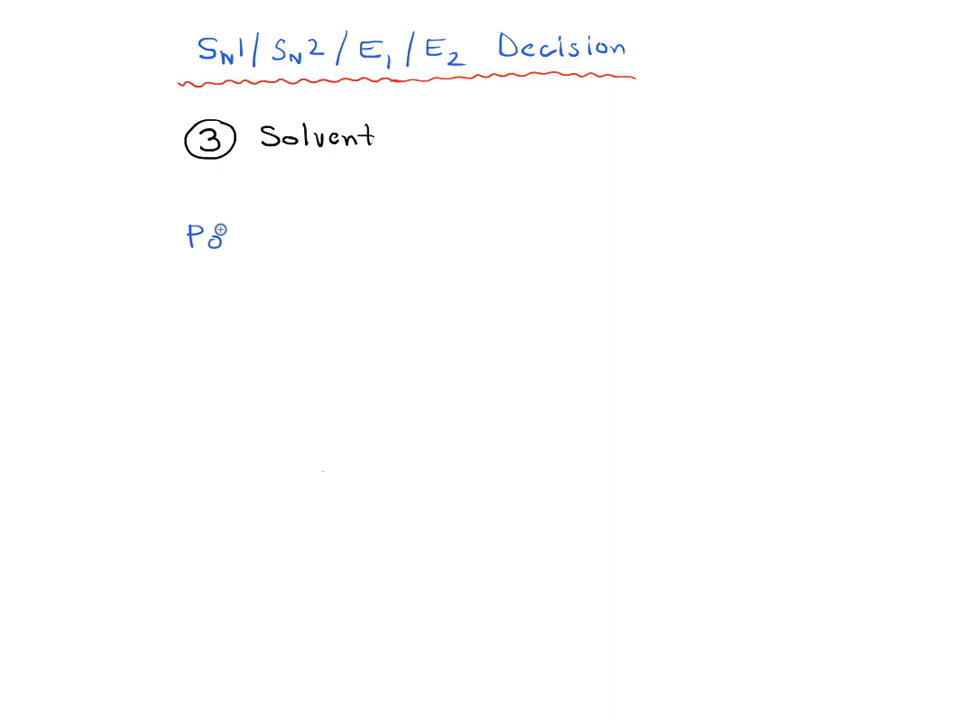 SN1 / SN2 / E1 / E2 Decision
3 Solvent
Po